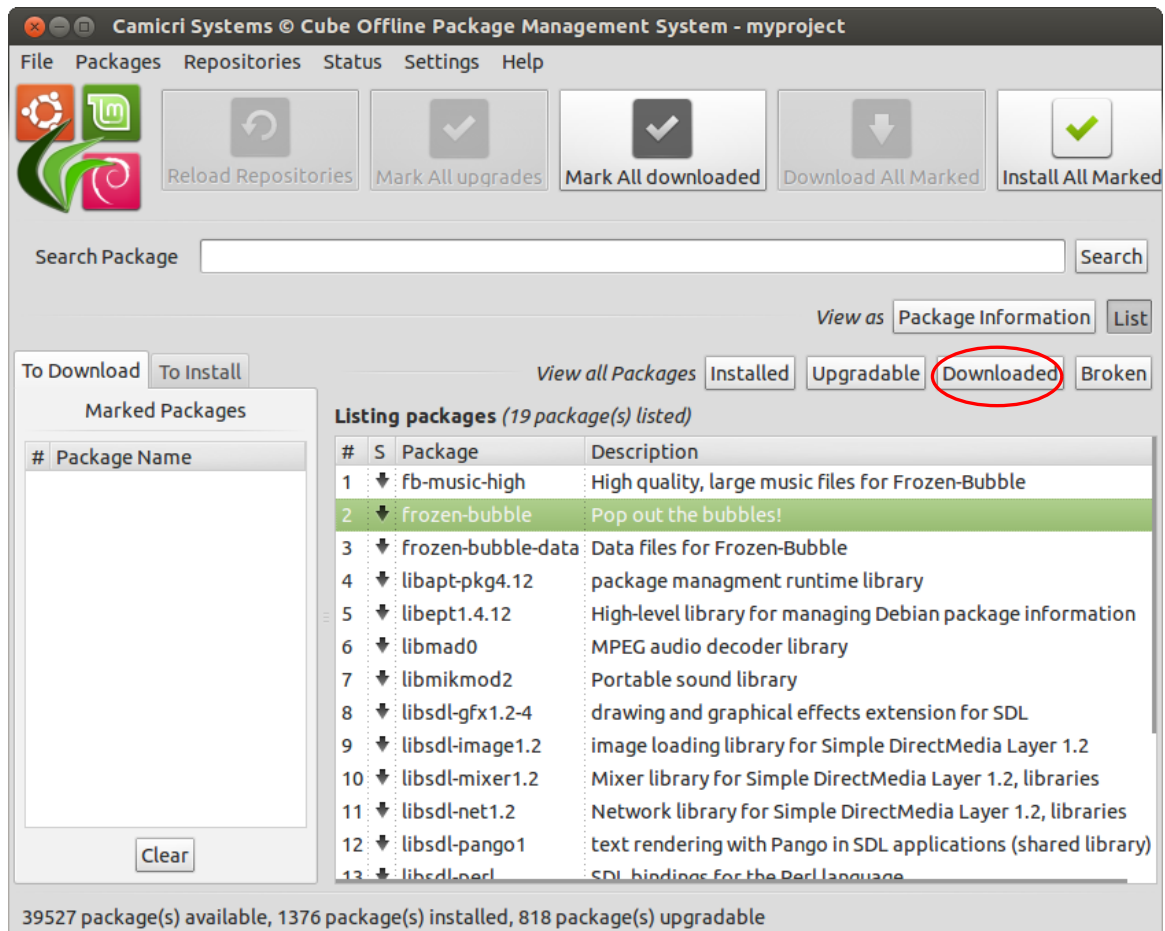 Camicri Systems © Cube Offline Package Management System - myproject
File Packages Repositories Status Settings Help
Reload Repositories Mark All upgrades Mark All downloaded Download All Marked Install All Marked
Search Package Search
View as Package Information List
To Download To Install View all Packages Installed Upgradable Downloaded Broken
Marked Packages
Listing packages (19 package(s) listed)
# Package Name
# S Package Description
1 fb-music-high High quality, large music files for Frozen-Bubble
2 frozen-bubble Pop out the bubbles!
3 frozen-bubble-data Data files for Frozen-Bubble
4 libapt-pkg4.12 package managment runtime library
5 libept1.4.12 High-level library for managing Debian package information
6 libmad0 MPEG audio decoder library
7 libmikmod2 Portable sound library
8 libsdl-gfx1.2-4 drawing and graphical effects extension for SDL
9 libsdl-image1.2 image loading library for Simple DirectMedia Layer 1.2
10 libsdl-mixer1.2 Mixer library for Simple DirectMedia Layer 1.2, libraries
11 libsdl-net1.2 Network library for Simple DirectMedia Layer 1.2, libraries
12 libsdl-pango1 text rendering with Pango in SDL applications (shared library)
13 libsdl-perl SDL bindings for the Perl language
Clear
39527 package(s) available, 1376 package(s) installed, 818 package(s) upgradable